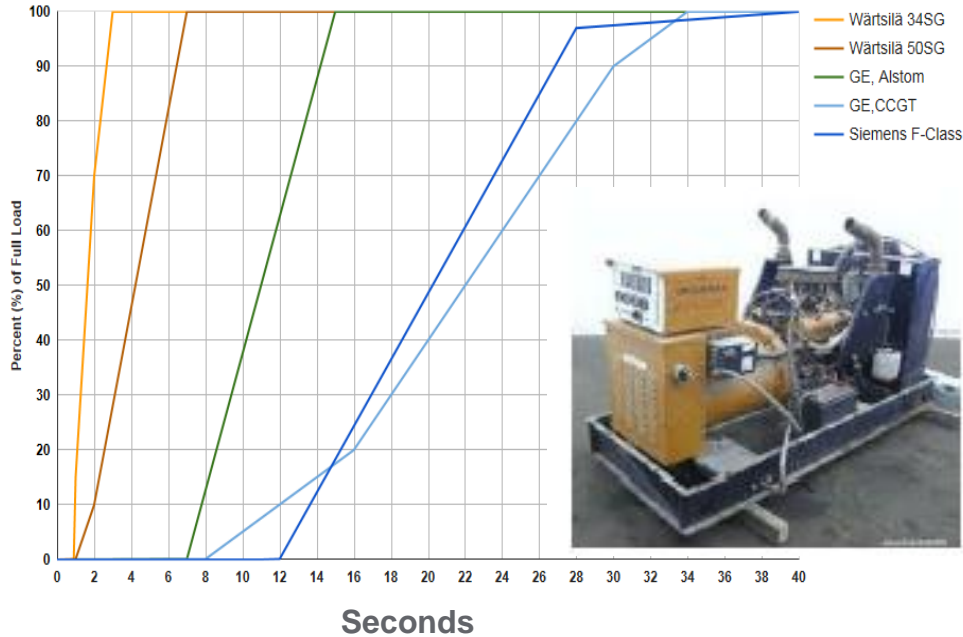 100
90
80
70
60
50
40
30
20
10
0
Percent (%) of Full Load
0 2 4 6 8 10 12 14 16 18 20 22 24 26 28 30 32 34 36 38 40
Seconds
Wärtsilä 34SG
Wärtsilä 50SG
GE, Alstom
GE,CCGT
Siemens F-Class